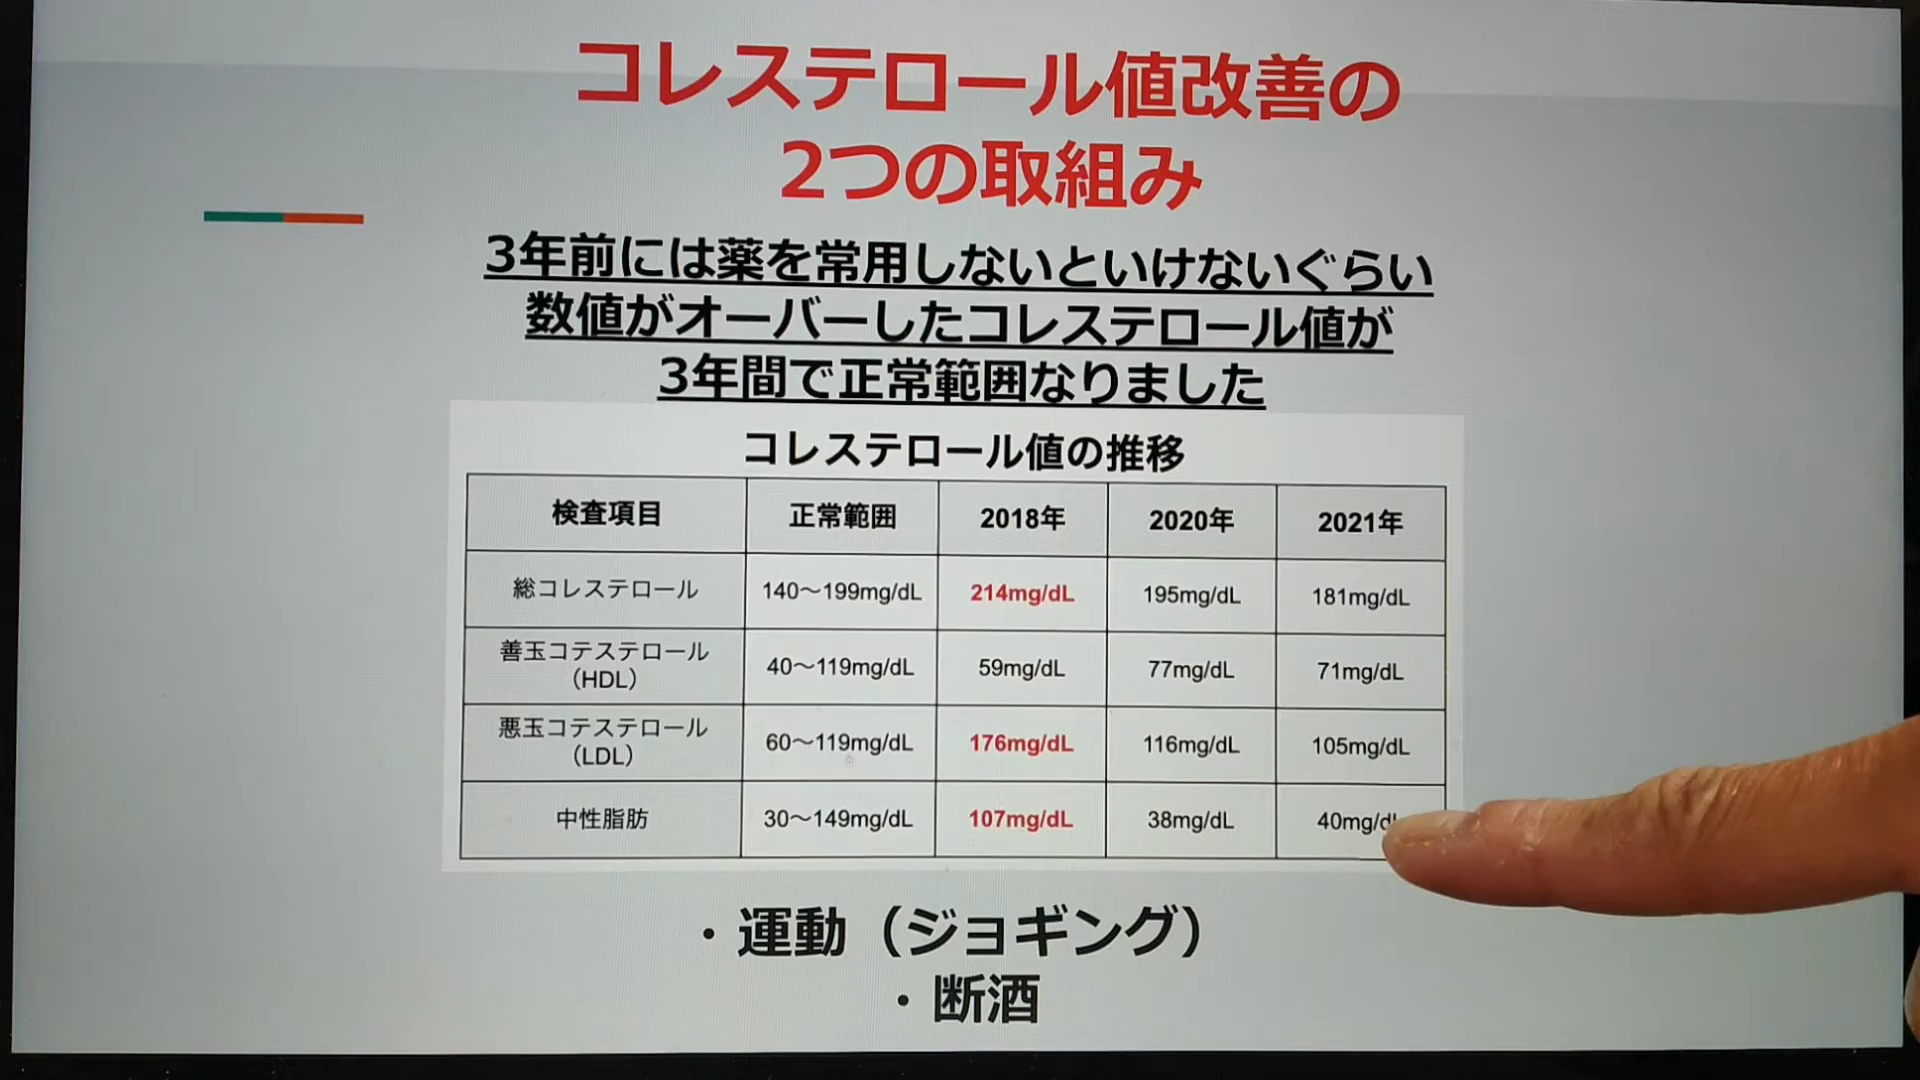 コレステロール値改善の
2つの取組み
3年前には薬を常用しないといけないぐらい
数値がオーバーしたコレステロール値が
3年間で正常範囲なりました
コレステロール値の推移
検査項目 正常範囲 2018年 2020年 2021年
総コレステロール 140〜199mg/dL 214mg/dL 195mg/dL 181mg/dL
善玉コテステロール
（HDL） 40〜119mg/dL 59mg/dL 77mg/dL 71mg/dL
悪玉コテステロール
（LDL） 60〜119mg/dL 176mg/dL 116mg/dL 105mg/dL
中性脂肪 30〜149mg/dL 107mg/dL 38mg/dL 40mg/dL
・運動（ジョギング）
・断酒